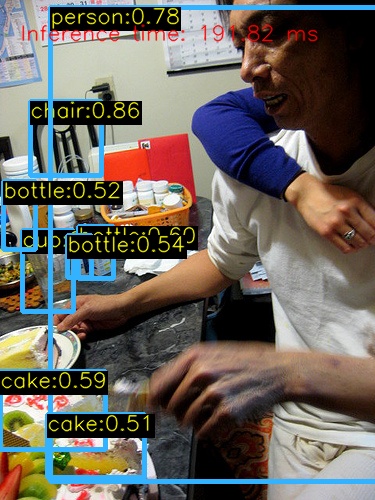 person:0.78
Inference time: 191.82 ms
chair:0.86
bottle:0.52
cup:
bottle:0.60
bottle:0.54
cake:0.59
cake:0.51